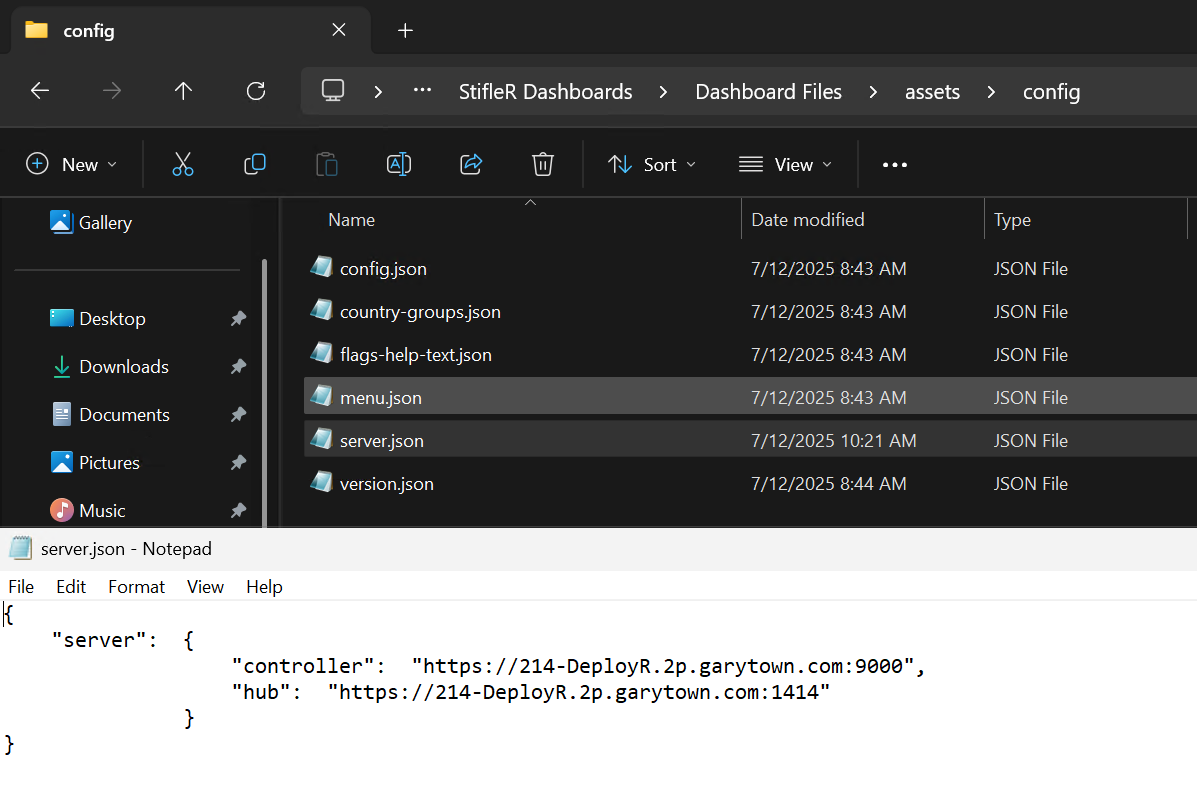 config
StifleR Dashboards Dashboard Files assets config
New Sort View
Gallery
Desktop
Downloads
Documents
Pictures
Music
Name Date modified Type
config.json 7/12/2025 8:43 AM JSON File
country-groups.json 7/12/2025 8:43 AM JSON File
flags-help-text.json 7/12/2025 8:43 AM JSON File
menu.json 7/12/2025 8:43 AM JSON File
server.json 7/12/2025 10:21 AM JSON File
version.json 7/12/2025 8:44 AM JSON File
server.json - Notepad
File Edit Format View Help
{
"server": {
"controller": "https://214-DeployR.2p.garytown.com:9000",
"hub": "https://214-DeployR.2p.garytown.com:1414"
}
}